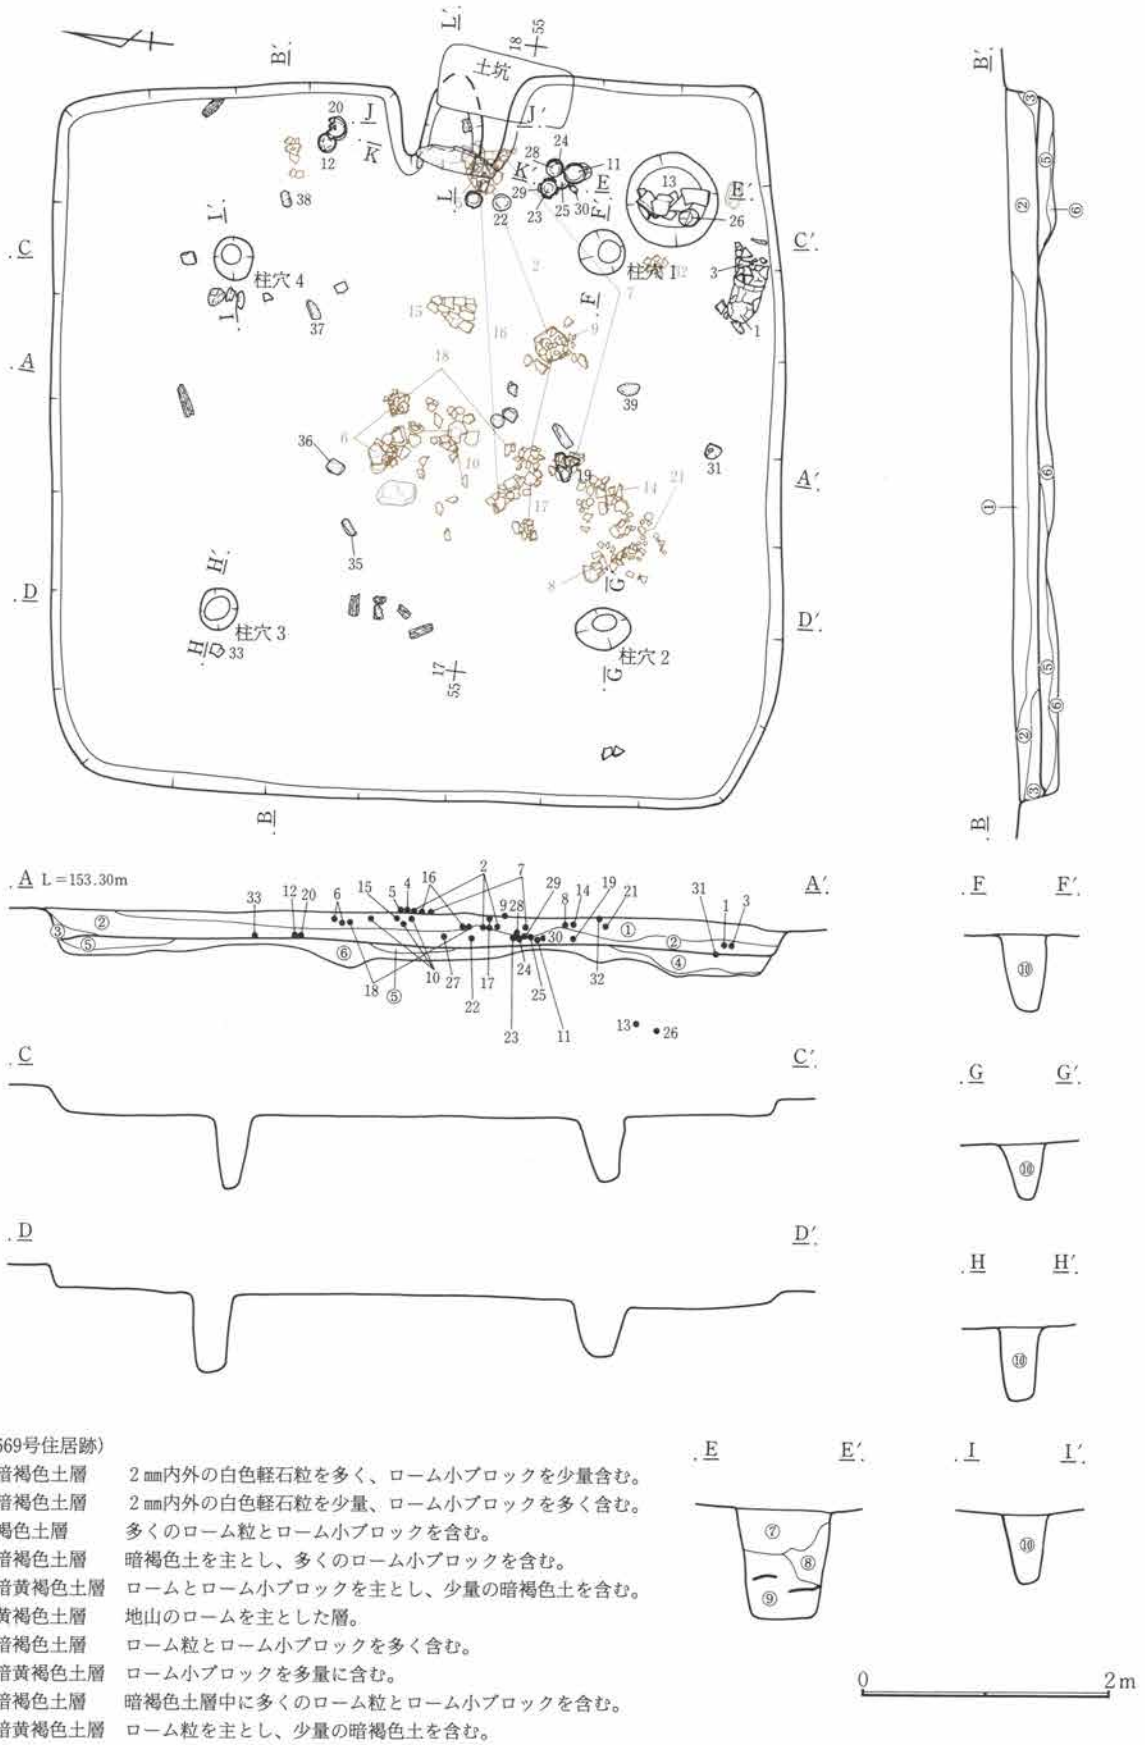 L′
18
55
土坑
B′
J
J′
K
K′
L
20
12
38
28
24
11
29
23
25
30
E
E′
F′
13
26
22
C
L′
柱穴 4
I
37
15
16
2
7
9
F
柱穴 1
3
1
C′
A
18
6
10
36
39
31
19
14
21
17
A′
35
8
D
H′
柱穴 3
H
33
G
G
柱穴 2
D′
17
55
B
B′
③
⑤
②
⑥
①
⑥
⑤
⑥
②
③
B
A L=153.30m
A′
33
12
20
6
15
5
4
16
2
7
9
28
29
8
14
19
21
31
1
3
②
③
⑤
⑥
18
⑤
10
27
22
17
23
24
25
30
11
32
①
②
④
13
26
F F′
⑩
C C′
G G′
⑩
D D′
H H′
⑩
E E′
⑦
⑧
⑨
I I′
⑩
569号住居跡)
暗褐色土層 2㎜内外の白色軽石粒を多く、ローム小ブロックを少量含む。
暗褐色土層 2㎜内外の白色軽石粒を少量、ローム小ブロックを多く含む。
褐色土層 多くのローム粒とローム小ブロックを含む。
暗褐色土層 暗褐色土を主とし、多くのローム小ブロックを含む。
暗黄褐色土層 ロームとローム小ブロックを主とし、少量の暗褐色土を含む。
黄褐色土層 地山のロームを主とした層。
暗褐色土層 ローム粒とローム小ブロックを多く含む。
暗黄褐色土層 ローム小ブロックを多量に含む。
暗褐色土層 暗褐色土層中に多くのローム粒とローム小ブロックを含む。
暗黄褐色土層 ローム粒を主とし、少量の暗褐色土を含む。
0 2m